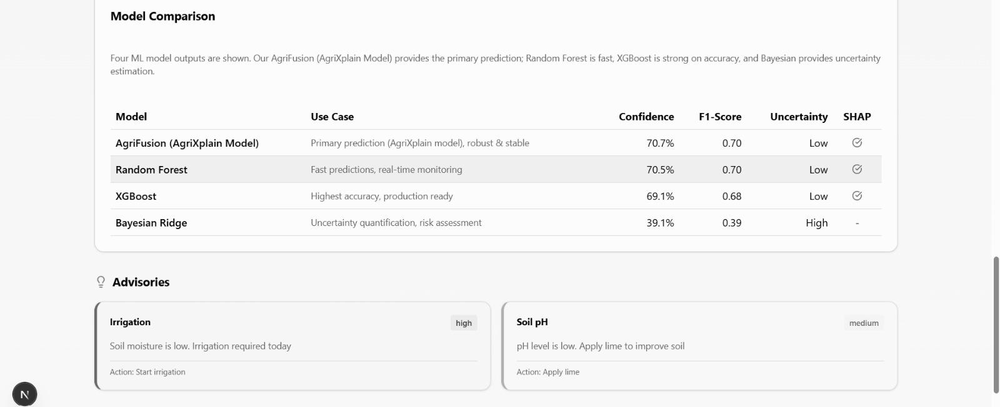 Model Comparison
Four ML model outputs are shown. Our AgriFusion (AgriXplain Model) provides the primary prediction; Random Forest is fast, XGBoost is strong on accuracy, and Bayesian provides uncertainty
estimation.
Model Use Case Confidence F1-Score Uncertainty SHAP
AgriFusion (AgriXplain Model) Primary prediction (AgriXplain model), robust & stable 70.7% 0.70 Low
Random Forest Fast predictions, real-time monitoring 70.5% 0.70 Low
XGBoost Highest accuracy, production ready 69.1% 0.68 Low
Bayesian Ridge Uncertainty quantification, risk assessment 39.1% 0.39 High -
Advisories
Irrigation high
Soil moisture is low. Irrigation required today
Action: Start irrigation
Soil pH medium
pH level is low. Apply lime to improve soil
Action: Apply lime
N